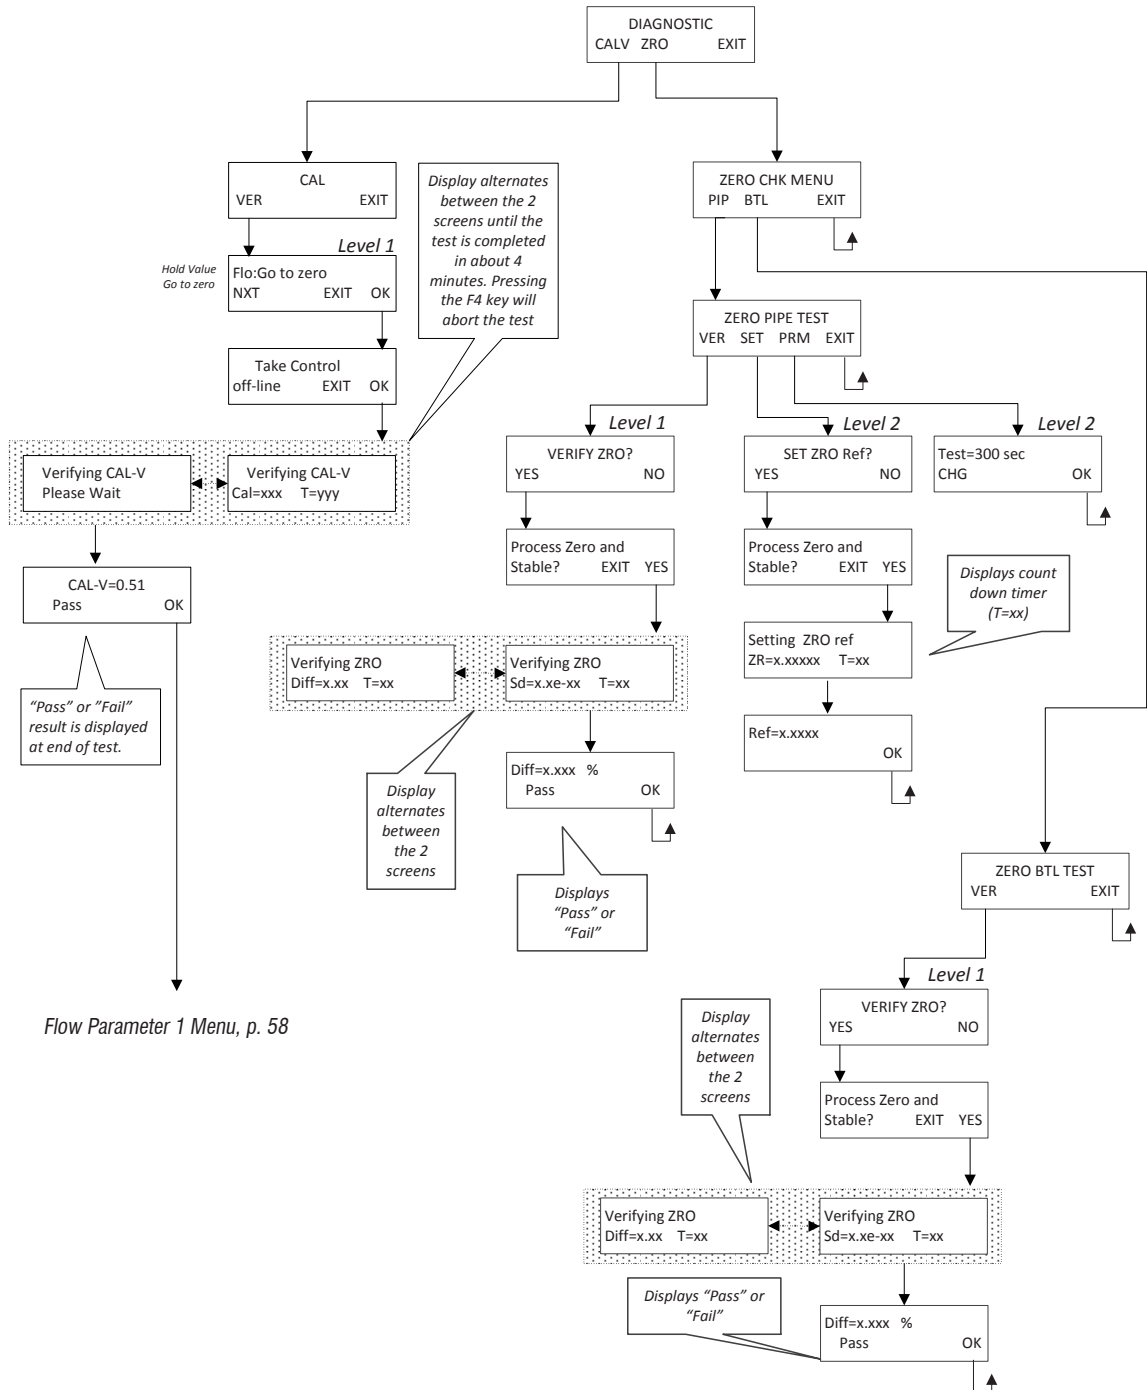 DIAGNOSTIC
CALV ZRO EXIT
CAL
VER EXIT
Level 1
Hold Value
Go to zero
Flo:Go to zero
NXT EXIT OK
Take Control
off-line EXIT OK
Display alternates
between the 2
screens until the
test is completed
in about 4
minutes. Pressing
the F4 key will
abort the test
Verifying CAL-V
Please Wait
Verifying CAL-V
Cal=xxx T=yyy
CAL-V=0.51
Pass OK
“Pass” or ”Fail”
result is displayed
at end of test.
Flow Parameter 1 Menu, p. 58
ZERO CHK MENU
PIP BTL EXIT
ZERO PIPE TEST
VER SET PRM EXIT
Level 1
VERIFY ZRO?
YES NO
Process Zero and
Stable? EXIT YES
Verifying ZRO
Diff=x.xx T=xx
Verifying ZRO
Sd=x.xe-xx T=xx
Display
alternates
between
the 2
screens
Diff=x.xxx %
Pass OK
Displays
“Pass” or
“Fail”
Level 2
SET ZRO Ref?
YES NO
Process Zero and
Stable? EXIT YES
Setting ZRO ref
ZR=x.xxxxx T=xx
Displays count
down timer
(T=xx)
Ref=x.xxxx
OK
Level 2
Test=300 sec
CHG OK
ZERO BTL TEST
VER EXIT
Level 1
VERIFY ZRO?
YES NO
Process Zero and
Stable? EXIT YES
Display
alternates
between
the 2
screens
Verifying ZRO
Diff=x.xx T=xx
Verifying ZRO
Sd=x.xe-xx T=xx
Displays “Pass” or
“Fail”
Diff=x.xxx %
Pass OK